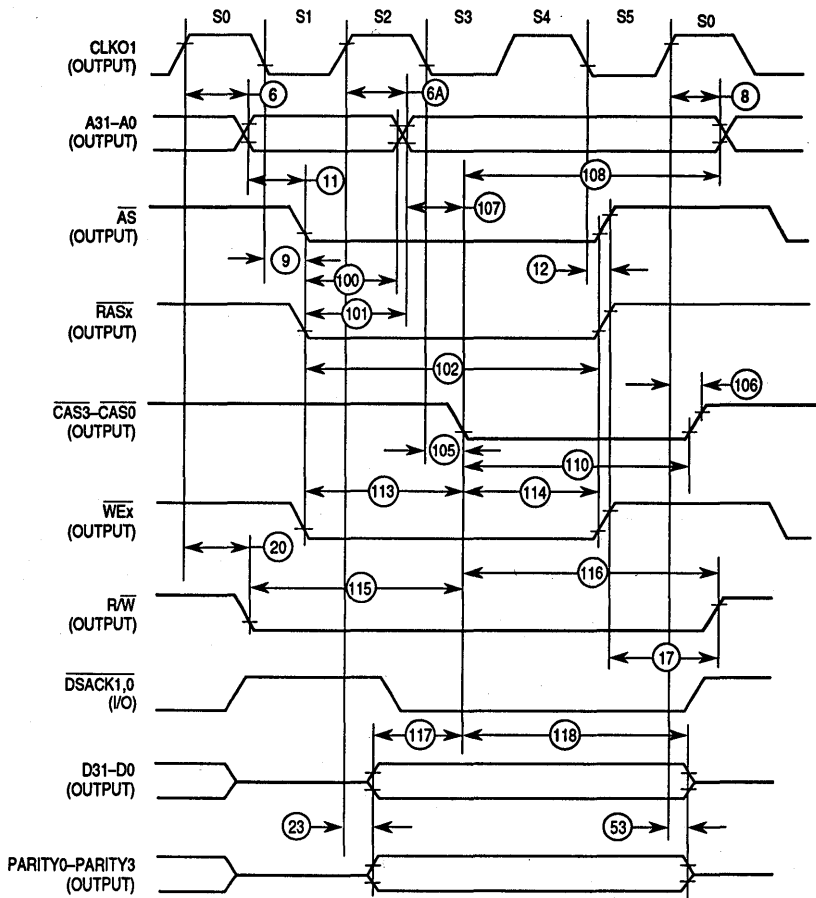 S0 S1 S2 S3 S4 S5 S0
CLKO1
(OUTPUT)
6 6A 8
A31–A0
(OUTPUT)
11 108
107
AS
(OUTPUT)
9 12
100
101
RASx
(OUTPUT)
102
106
CAS3–CAS0
(OUTPUT)
105
110
113 114
WEx
(OUTPUT)
20
116
115
R/W
(OUTPUT)
17
DSACK1,0
(I/O)
117 118
D31–D0
(OUTPUT)
23 53
PARITY0–PARITY3
(OUTPUT)